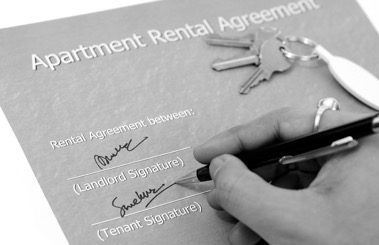 Apartment Rental Agreement
Rental Agreement between:
(Landlord Signature)
(Tenant Signature)